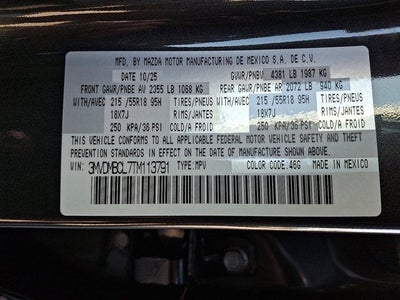 MFD. BY MAZDA MOTOR MANUFACTURING DE MEXICO S.A. DE C.V.
DATE 10/25 GVWR/PNBV 4381 LB 1987 KG
FRONT GAWR/PNBE AV 2355 LB 1068 KG REAR GAWR/PNBE AR 2072 LB 940 KG
WITH/AVEC 215/55R18 95H TIRES/PNEUS WITH/AVEC 215/55R18 95H TIRES/PNEUS
18X7J RIMS/JANTES 18X7J RIMS/JANTES
250 KPA/36 PSI COLD/A FROID 250 KPA/36 PSI COLD/A FROID
THIS VEHICLE CONFORMS TO ALL APPLICABLE FEDERAL MOTOR VEHICLE SAFETY AND THEFT
PREVENTION STANDARDS IN EFFECT ON THE DATE OF MANUFACTURE SHOWN ABOVE.
VIN: 3MVDMBCL7TM113791 TYPE:MPV COLOR CODE:46G MADE IN MEXICO